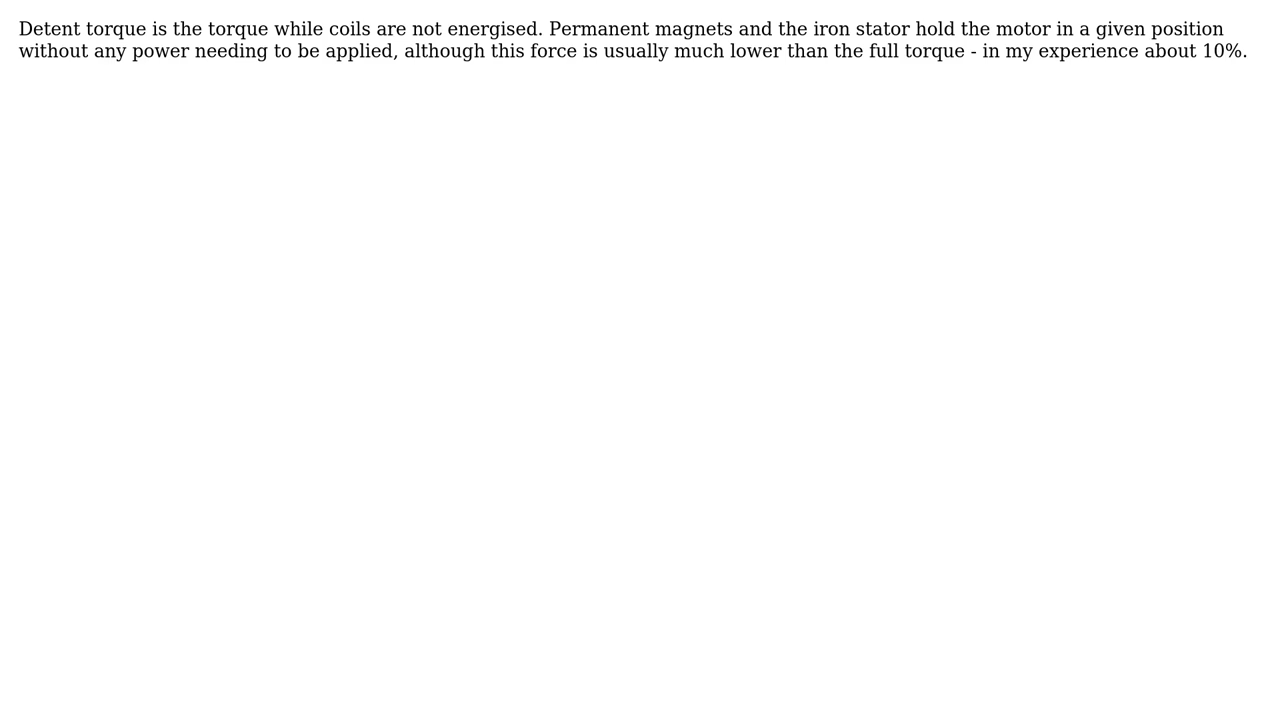 Detent torque is the torque while coils are not energised. Permanent magnets and the iron stator hold the motor in a given position
without any power needing to be applied, although this force is usually much lower than the full torque - in my experience about 10%.